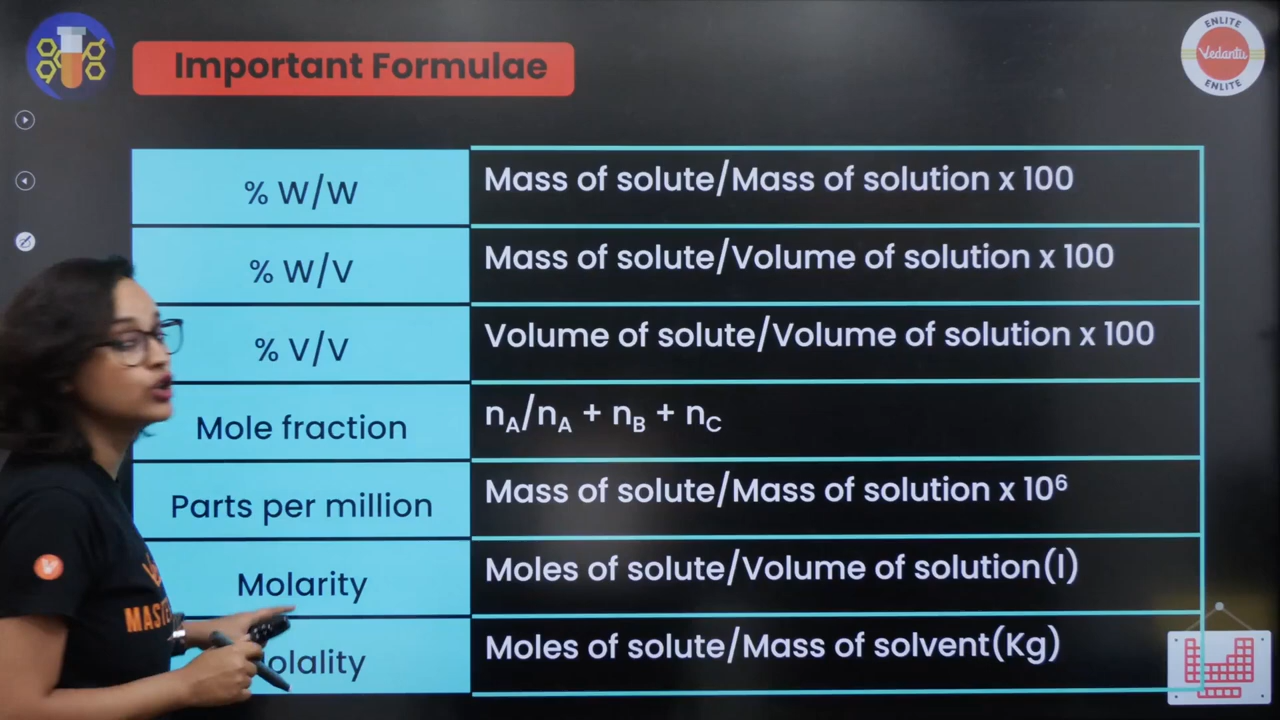 Important Formulae
ENLITE
Vedantu
ENLITE
% W/W
Mass of solute/Mass of solution x 100
% W/V
Mass of solute/Volume of solution x 100
% V/V
Volume of solute/Volume of solution x 100
Mole fraction
nA/nA + nB + nC
Parts per million
Mass of solute/Mass of solution x 10⁶
Molarity
Moles of solute/Volume of solution(l)
olality
Moles of solute/Mass of solvent(Kg)
MAST